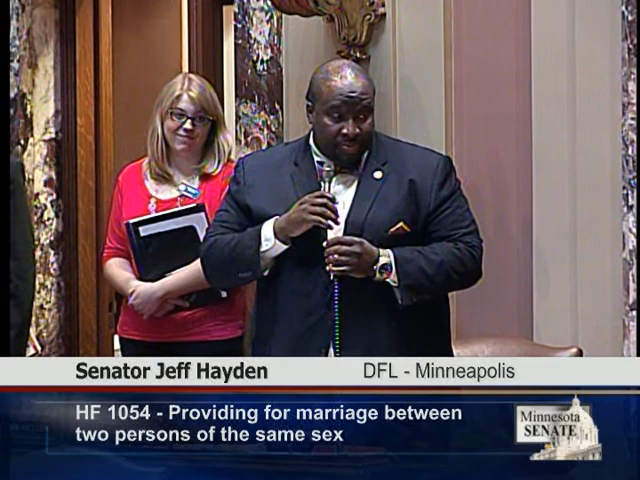 Senator Jeff Hayden DFL - Minneapolis
HF 1054 - Providing for marriage between
two persons of the same sex
Minnesota
SENATE